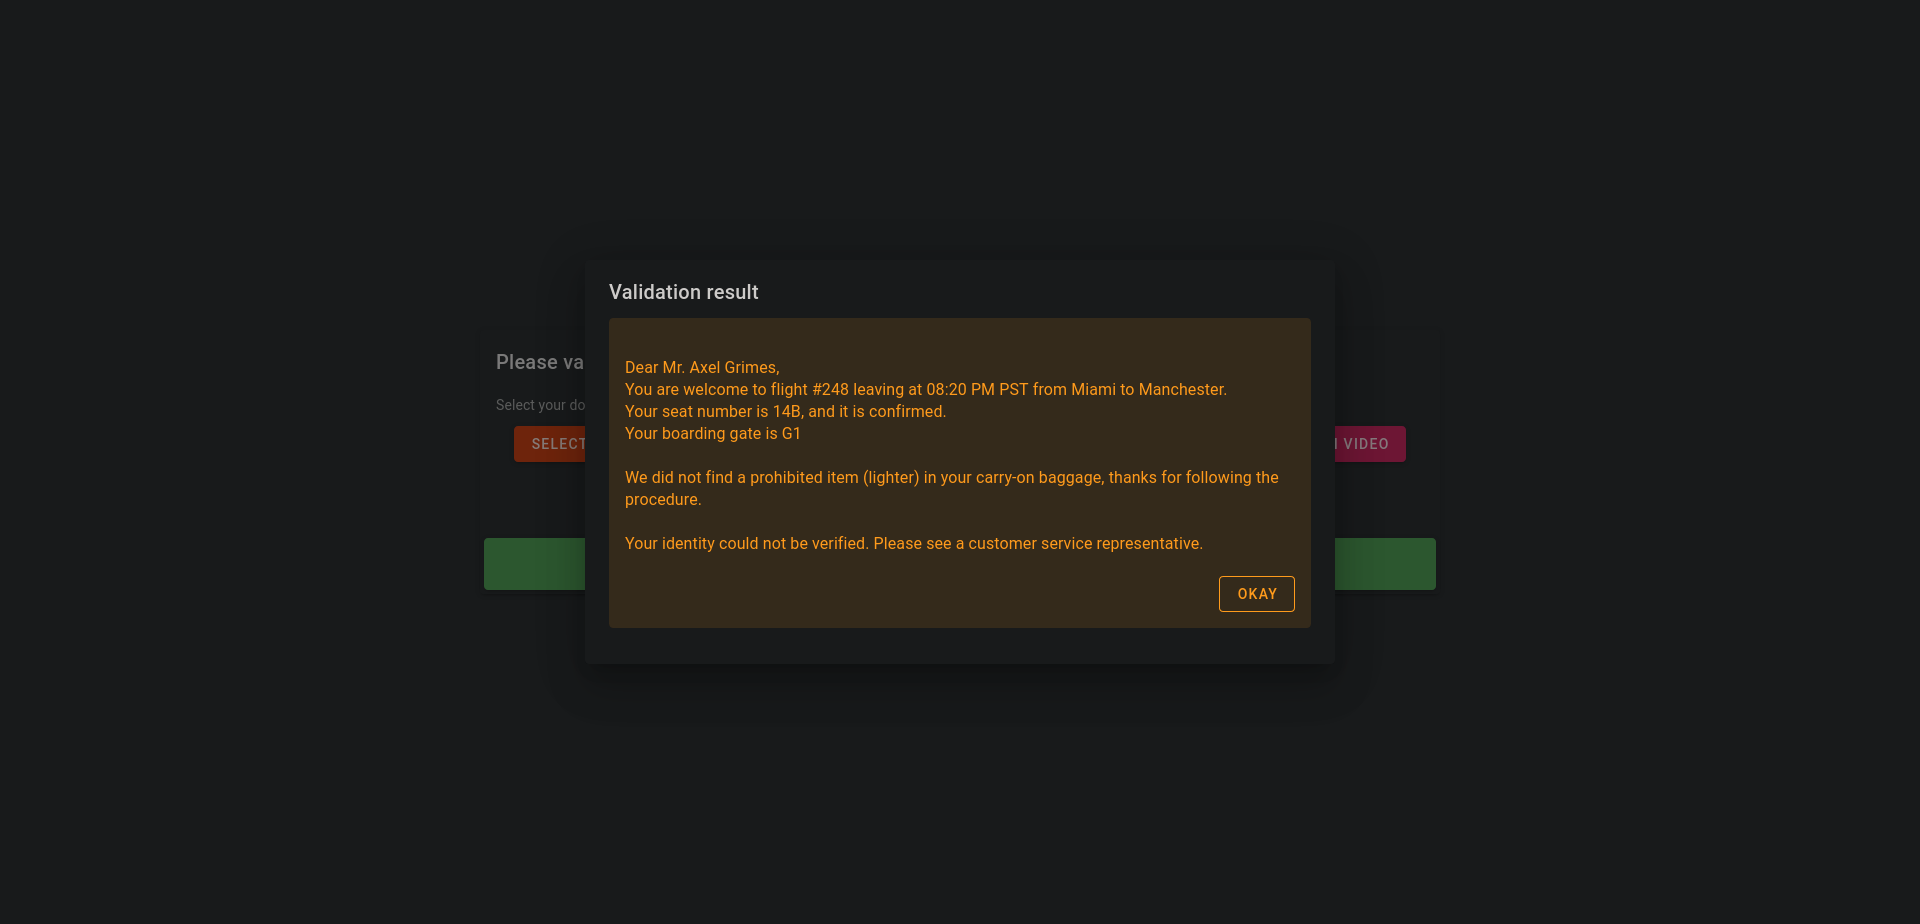 Validation result
Dear Mr. Axel Grimes,
You are welcome to flight #248 leaving at 08:20 PM PST from Miami to Manchester.
Your seat number is 14B, and it is confirmed.
Your boarding gate is G1
We did not find a prohibited item (lighter) in your carry-on baggage, thanks for following the
procedure.
Your identity could not be verified. Please see a customer service representative.
OKAY
Please va
Select your do
SELECT
VIDEO